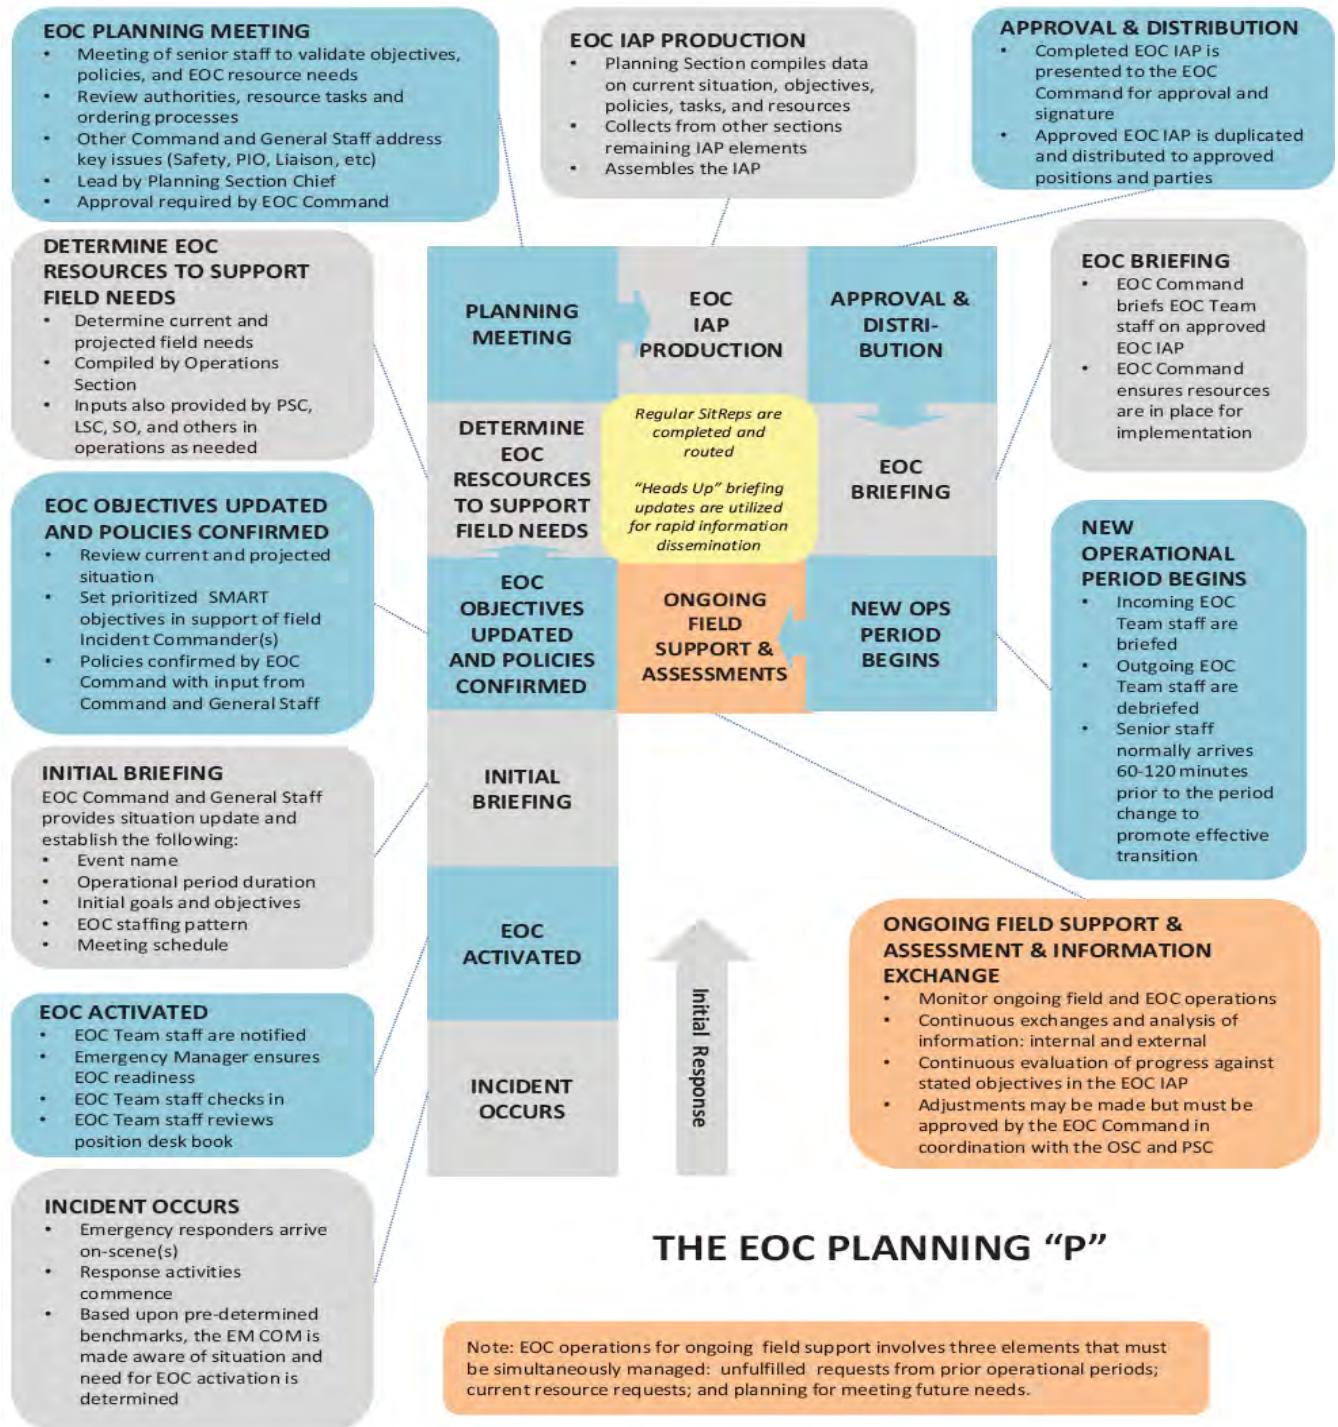 EOC PLANNING MEETING
• Meeting of senior staff to validate objectives,
policies, and EOC resource needs
• Review authorities, resource tasks and
ordering processes
• Other Command and General Staff address
key issues (Safety, PIO, Liaison, etc)
• Lead by Planning Section Chief
• Approval required by EOC Command
EOC IAP PRODUCTION
• Planning Section compiles data
on current situation, objectives,
policies, tasks, and resources
• Collects from other sections
remaining IAP elements
• Assembles the IAP
APPROVAL & DISTRIBUTION
• Completed EOC IAP is
presented to the EOC
Command for approval and
signature
• Approved EOC IAP is duplicated
and distributed to approved
positions and parties
DETERMINE EOC
RESOURCES TO SUPPORT
FIELD NEEDS
• Determine current and
projected field needs
• Compiled by Operations
Section
• Inputs also provided by PSC,
LSC, SO, and others in
operations as needed
PLANNING
MEETING
EOC
IAP
PRODUCTION
APPROVAL &
DISTRI-
BUTION
EOC BRIEFING
• EOC Command
briefs EOC Team
staff on approved
EOC IAP
• EOC Command
ensures resources
are in place for
implementation
DETERMINE
EOC
RESCOURCES
TO SUPPORT
FIELD NEEDS
Regular SitReps are
completed and
routed
"Heads Up" briefing
updates are utilized
for rapid information
dissemination
EOC
BRIEFING
EOC OBJECTIVES UPDATED
AND POLICIES CONFIRMED
• Review current and projected
situation
• Set prioritized SMART
objectives in support of field
Incident Commander(s)
• Policies confirmed by EOC
Command with input from
Command and General Staff
EOC
OBJECTIVES
UPDATED
AND POLICIES
CONFIRMED
ONGOING
FIELD
SUPPORT &
ASSESSMENTS
NEW OPS
PERIOD
BEGINS
NEW
OPERATIONAL
PERIOD BEGINS
• Incoming EOC
Team staff are
briefed
• Outgoing EOC
Team staff are
debriefed
• Senior staff
normally arrives
60-120 minutes
prior to the period
change to
promote effective
transition
INITIAL BRIEFING
EOC Command and General Staff
provides situation update and
establish the following:
• Event name
• Operational period duration
• Initial goals and objectives
• EOC staffing pattern
• Meeting schedule
INITIAL
BRIEFING
EOC
ACTIVATED
INCIDENT
OCCURS
Initial Response
ONGOING FIELD SUPPORT &
ASSESSMENT & INFORMATION
EXCHANGE
• Monitor ongoing field and EOC operations
• Continuous exchanges and analysis of
information: internal and external
• Continuous evaluation of progress against
stated objectives in the EOC IAP
• Adjustments may be made but must be
approved by the EOC Command in
coordination with the OSC and PSC
EOC ACTIVATED
• EOC Team staff are notified
• Emergency Manager ensures
EOC readiness
• EOC Team staff checks in
• EOC Team staff reviews
position desk book
INCIDENT OCCURS
• Emergency responders arrive
on-scene(s)
• Response activities
commence
• Based upon pre-determined
benchmarks, the EM COM is
made aware of situation and
need for EOC activation is
determined
THE EOC PLANNING "P"
Note: EOC operations for ongoing field support involves three elements that must
be simultaneously managed: unfulfilled requests from prior operational periods;
current resource requests; and planning for meeting future needs.